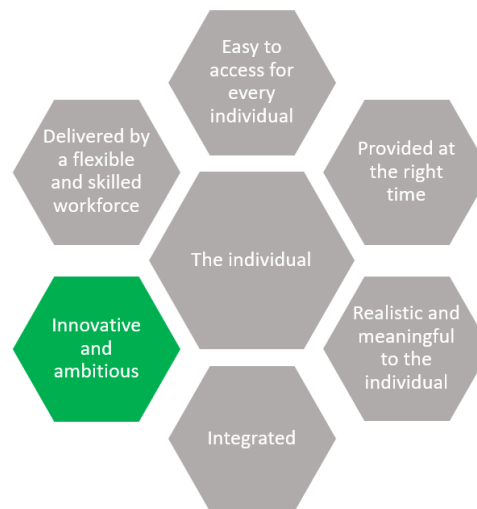 Easy to
access for
every
individual
Delivered by
a flexible
and skilled
workforce
Provided at
the right
time
The individual
Innovative
and
ambitious
Realistic and
meaningful
to the
individual
Integrated